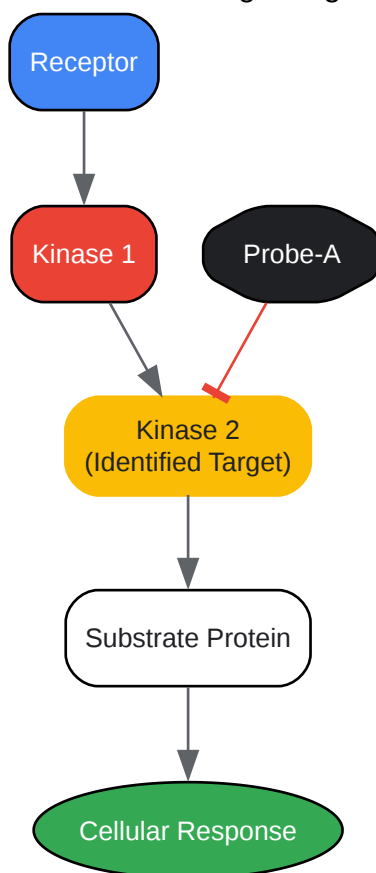 Receptor
Kinase 1
Probe-A
Kinase 2
(Identified Target)
Substrate Protein
Cellular Response